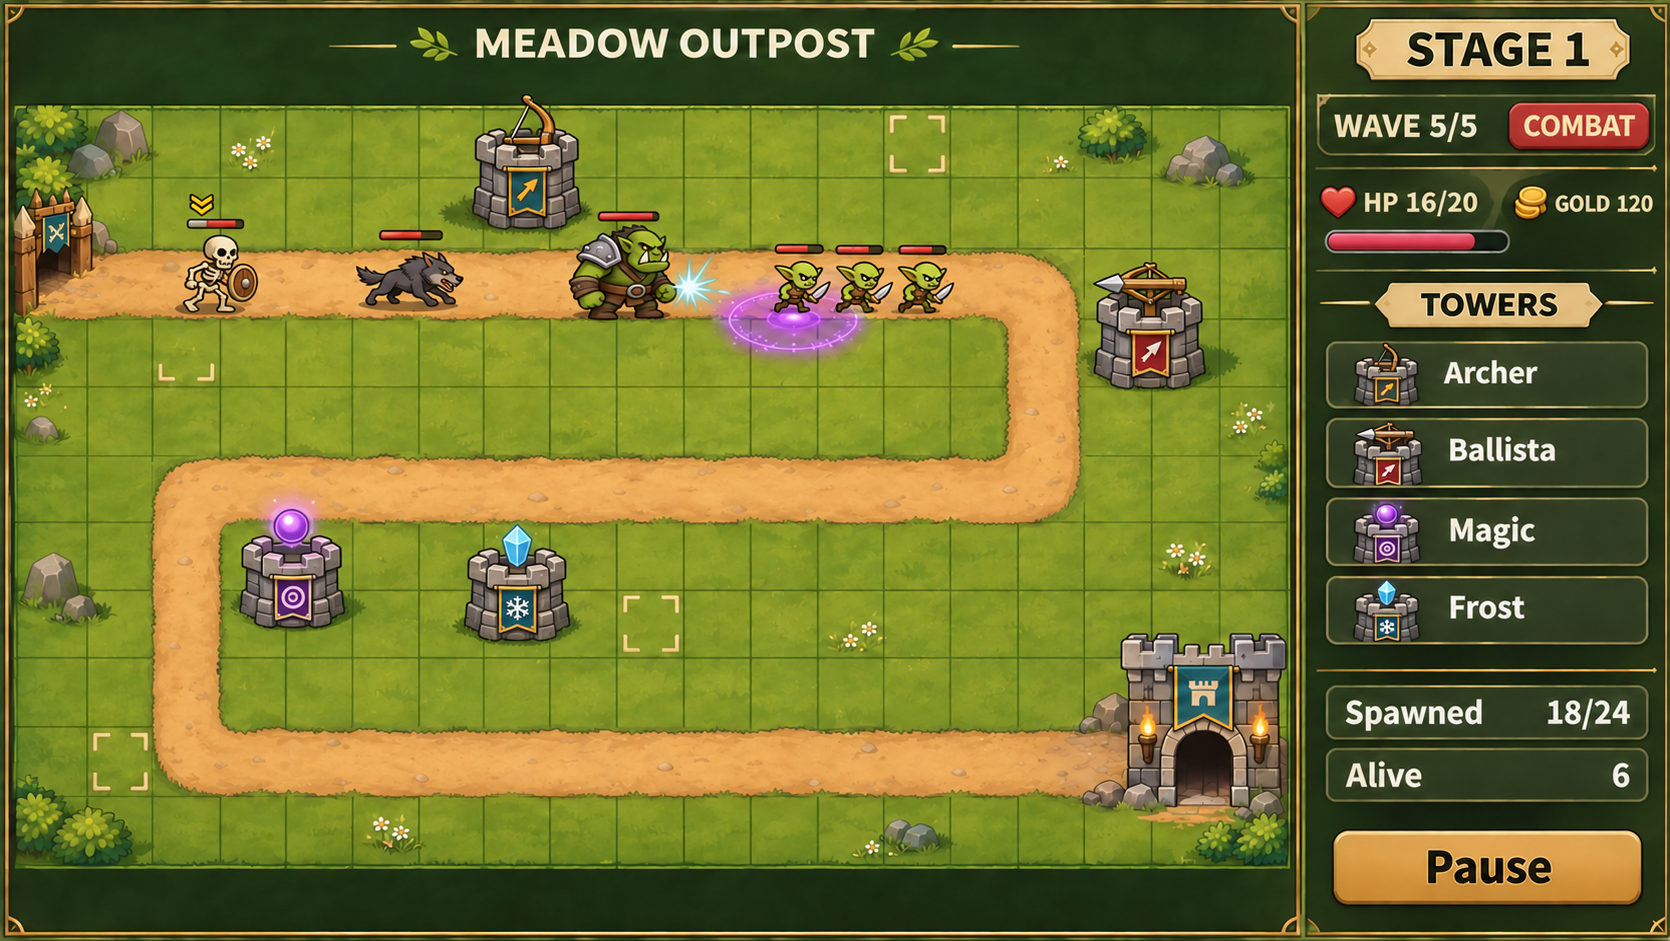 MEADOW OUTPOST
STAGE 1
WAVE 5/5 COMBAT
HP 16/20 GOLD 120
TOWERS
Archer
Ballista
Magic
Frost
Spawned 18/24
Alive 6
Pause